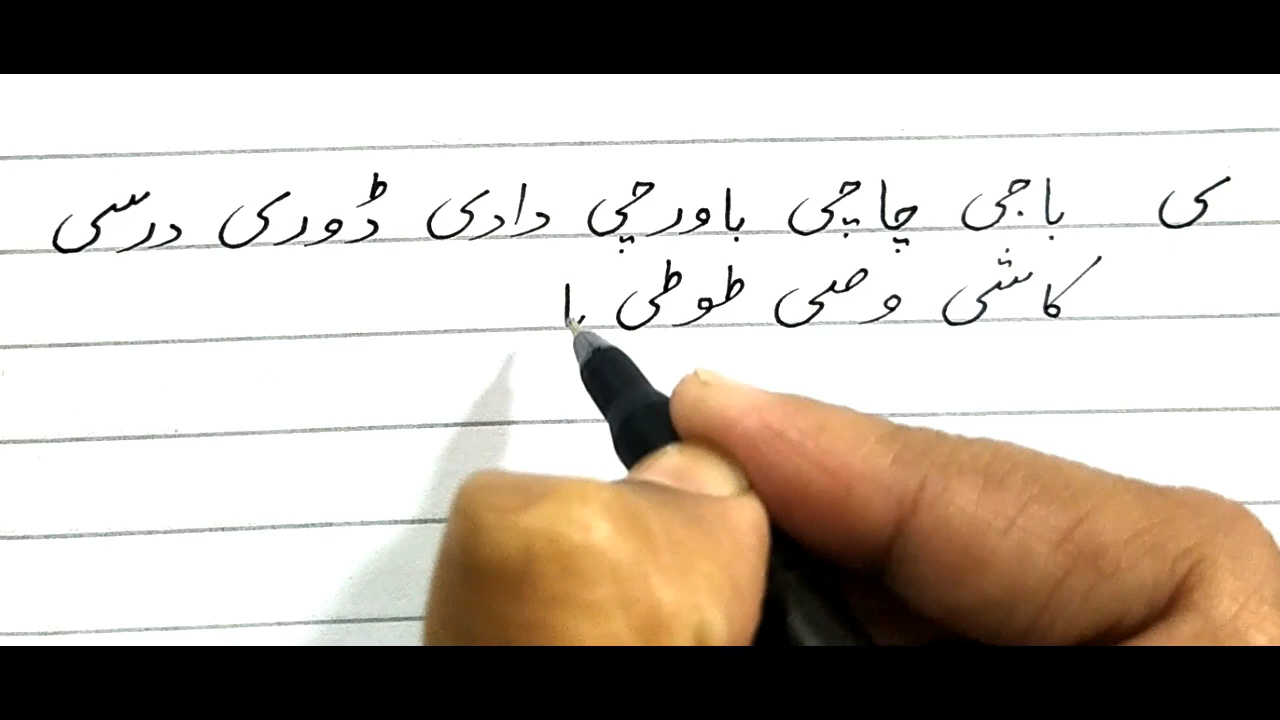 ی باجی چاچی باورچی دادی ڈوری درسی
کاشی وصی طوطی